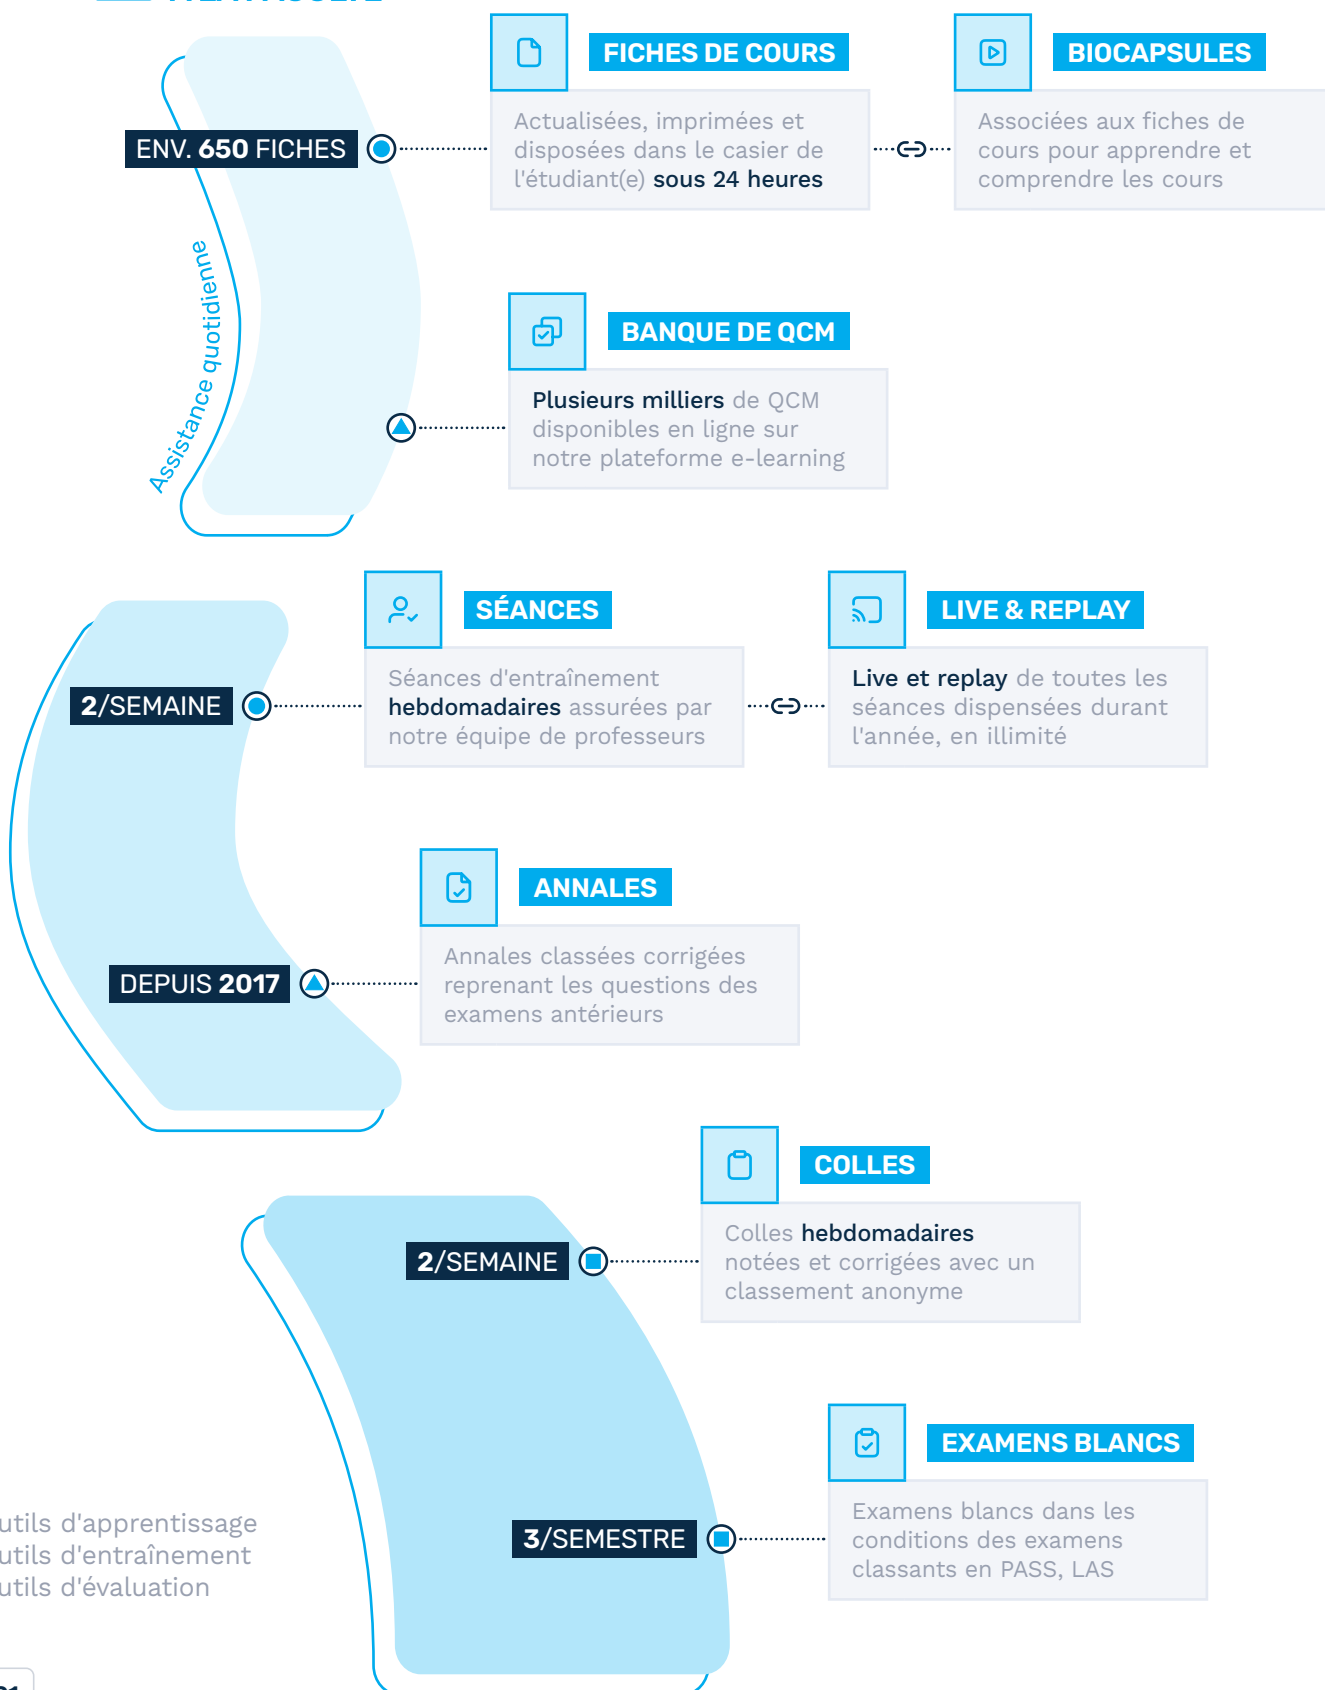 FICHES DE COURS
ENV. 650 FICHES
Actualisées, imprimées et
disposées dans le casier de
l'étudiant(e) sous 24 heures
BIOCAPSULES
Associées aux fiches de
cours pour apprendre et
comprendre les cours
Assistance quotidienne
BANQUE DE QCM
Plusieurs milliers de QCM
disponibles en ligne sur
notre plateforme e-learning
SÉANCES
2/SEMAINE
Séances d'entraînement
hebdomadaires assurées par
notre équipe de professeurs
LIVE & REPLAY
Live et replay de toutes les
séances dispensées durant
l'année, en illimité
ANNALES
DEPUIS 2017
Annales classées corrigées
reprenant les questions des
examens antérieurs
COLLES
2/SEMAINE
Colles hebdomadaires
notées et corrigées avec un
classement anonyme
EXAMENS BLANCS
3/SEMESTRE
Examens blancs dans les
conditions des examens
classants en PASS, LAS
utils d'apprentissage
utils d'entraînement
utils d'évaluation